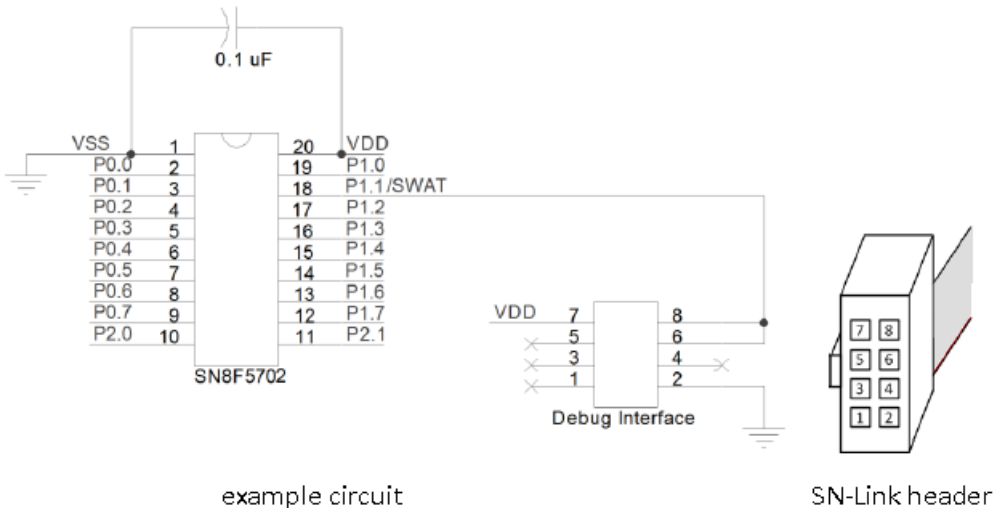 0.1 uF
VSS 1 20 VDD
P0.0 2 19 P1.0
P0.1 3 18 P1.1/SWAT
P0.2 4 17 P1.2
P0.3 5 16 P1.3
P0.4 6 15 P1.4
P0.5 7 14 P1.5
P0.6 8 13 P1.6
P0.7 9 12 P1.7
P2.0 10 11 P2.1
SN8F5702
VDD 7 8
5 6
3 4
1 2
Debug Interface
7 8
5 6
3 4
1 2
example circuit
SN-Link header